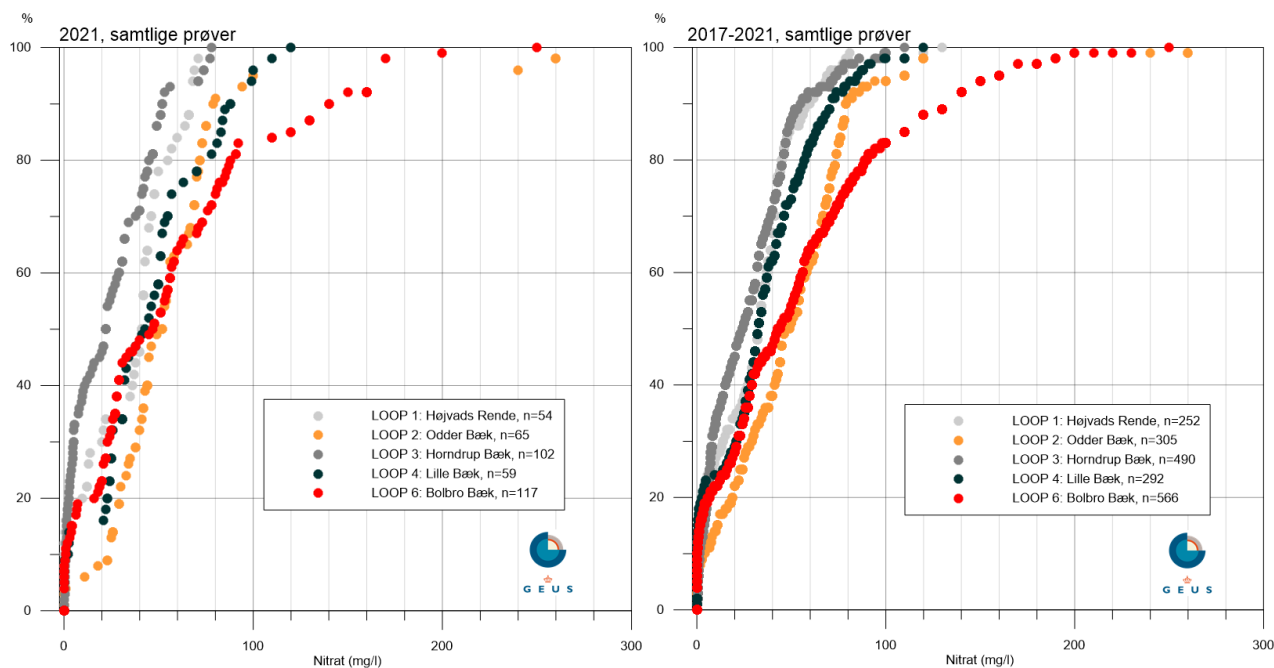 %
2021, samtlige prøver
100
80
60
40
20
0
LOOP 1: Højvads Rende, n=54
LOOP 2: Odder Bæk, n=65
LOOP 3: Horndrup Bæk, n=102
LOOP 4: Lille Bæk, n=59
LOOP 6: Bolbro Bæk, n=117
GEUS
0 100 200 300
Nitrat (mg/l)
%
2017-2021, samtlige prøver
100
80
60
40
20
0
LOOP 1: Højvads Rende, n=252
LOOP 2: Odder Bæk, n=305
LOOP 3: Horndrup Bæk, n=490
LOOP 4: Lille Bæk, n=292
LOOP 6: Bolbro Bæk, n=566
GEUS
0 100 200 300
Nitrat (mg/l)